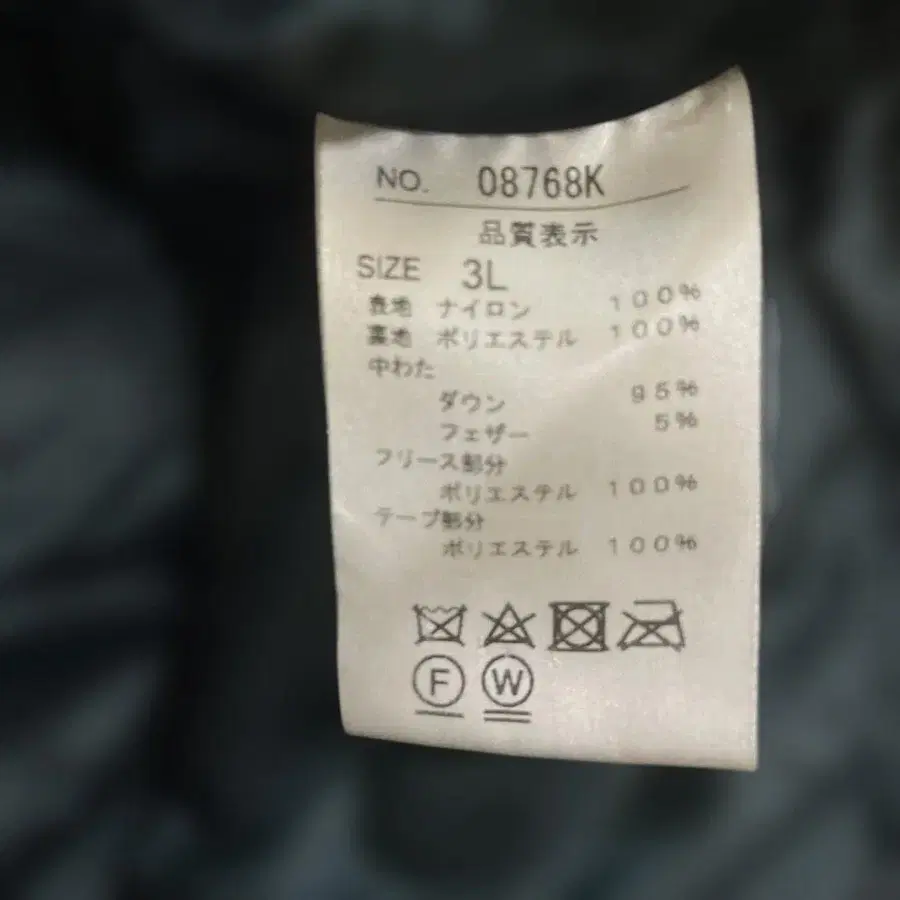 NO. 08768K
品質表示
SIZE 3L
表地 ナイロン 100%
裏地 ポリエステル 100%
中わた
ダウン 95%
フェザー 5%
フリース部分
ポリエステル 100%
テープ部分
ポリエステル 100%
F W